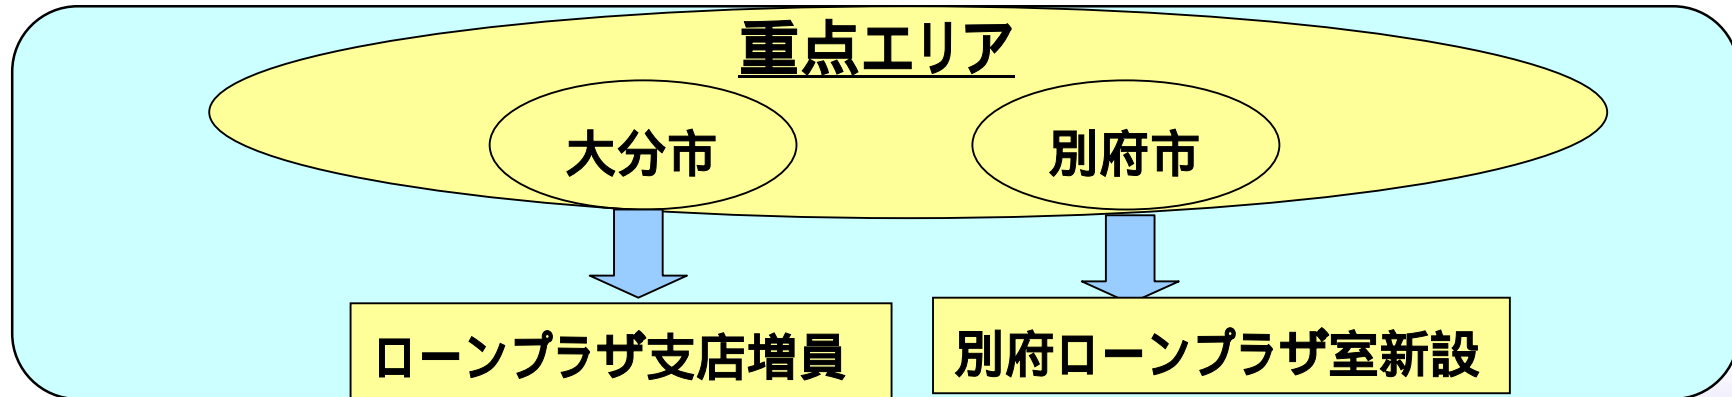 重点エリア
大分市
別府市
ローンプラザ支店増員
別府ローンプラザ室新設